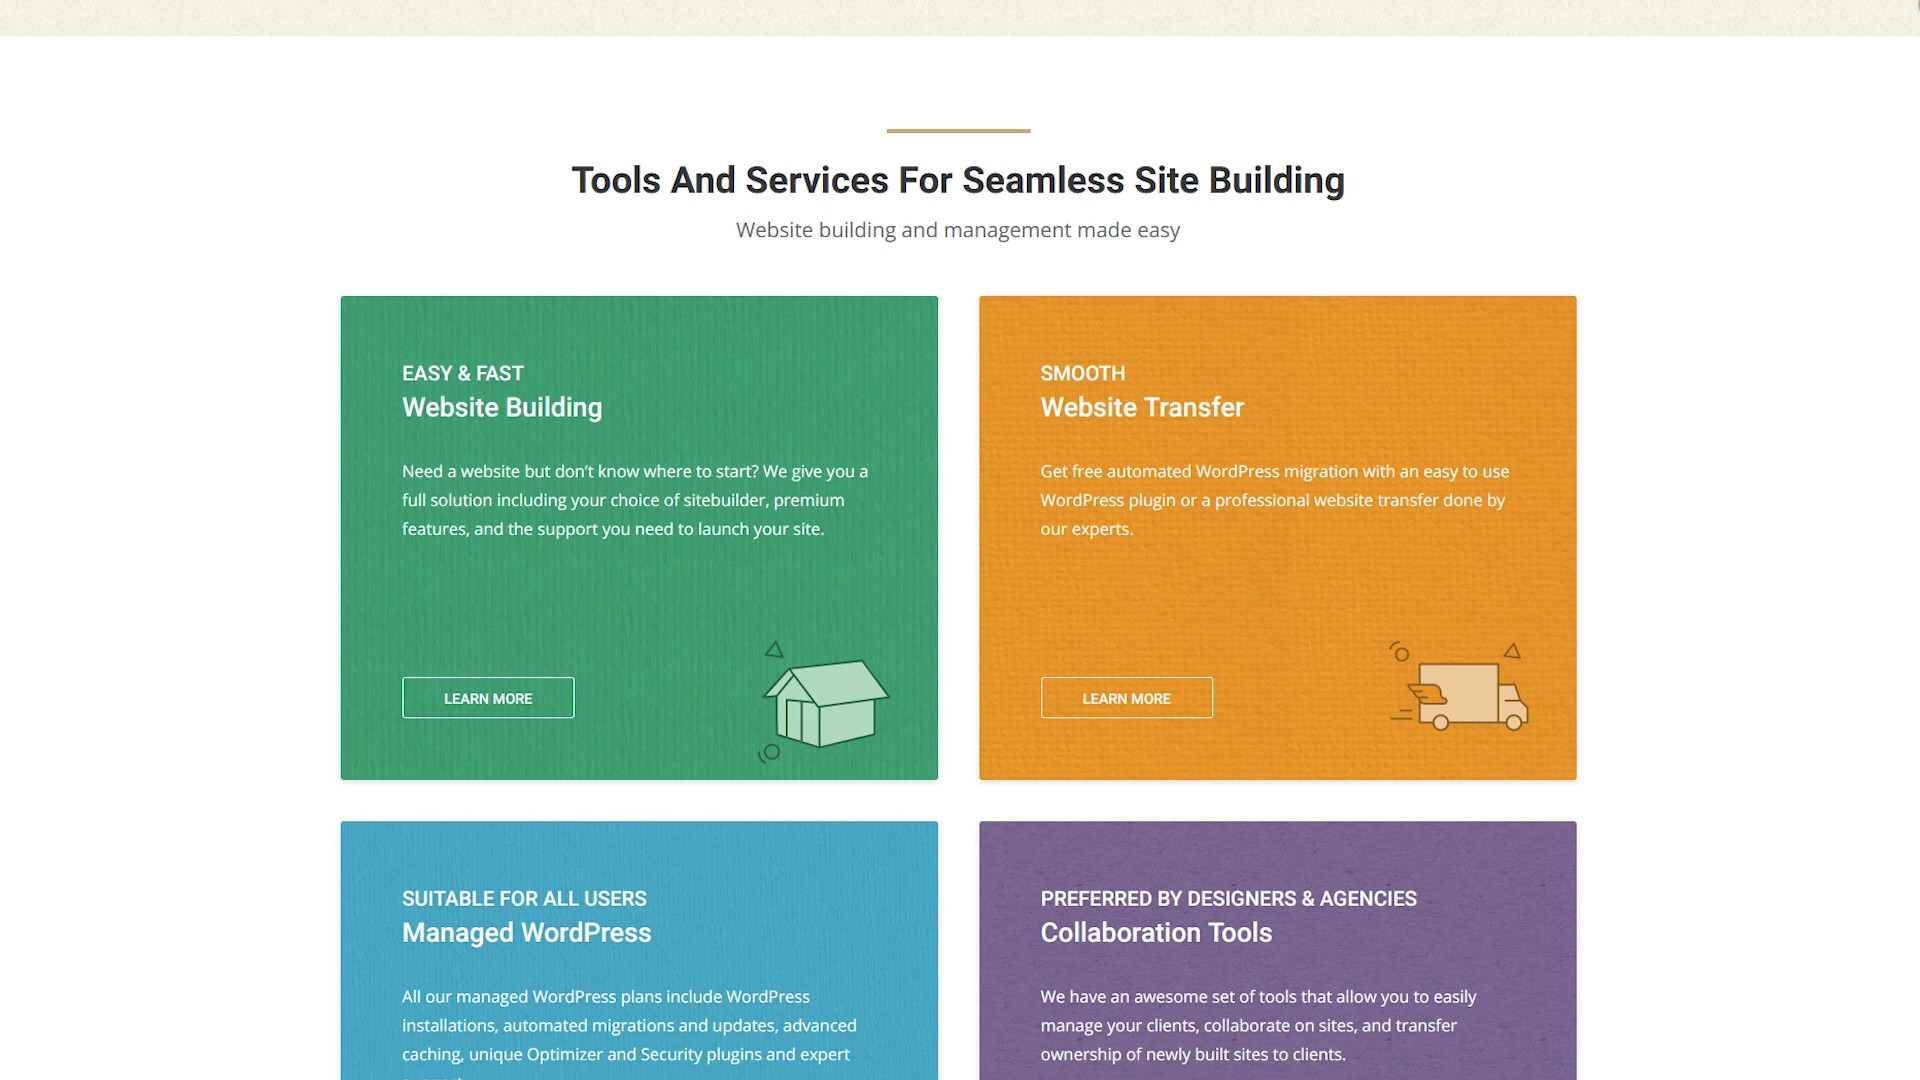 Tools And Services For Seamless Site Building
Website building and management made easy
EASY & FAST
Website Building
Need a website but don’t know where to start? We give you a
full solution including your choice of sitebuilder, premium
features, and the support you need to launch your site.
LEARN MORE
SMOOTH
Website Transfer
Get free automated WordPress migration with an easy to use
WordPress plugin or a professional website transfer done by
our experts.
LEARN MORE
SUITABLE FOR ALL USERS
Managed WordPress
All our managed WordPress plans include WordPress
installations, automated migrations and updates, advanced
caching, unique Optimizer and Security plugins and expert
PREFERRED BY DESIGNERS & AGENCIES
Collaboration Tools
We have an awesome set of tools that allow you to easily
manage your clients, collaborate on sites, and transfer
ownership of newly built sites to clients.